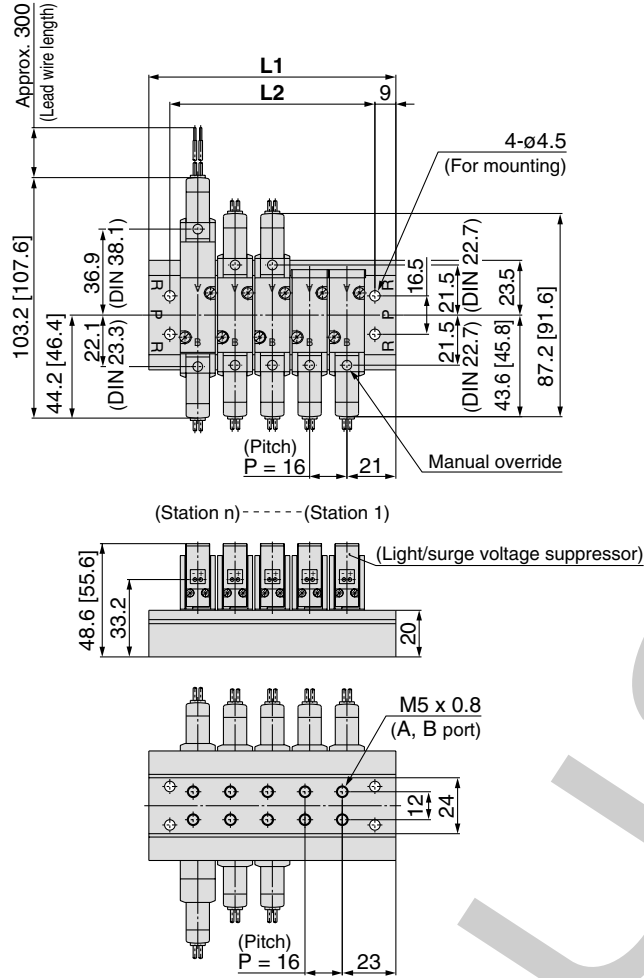 Approx. 300
(Lead wire length)
L1
L2
9
4-ø4.5
(For mounting)
103.2 [107.6]
44.2 [46.4]
36.9
(DIN 38.1)
22.1
(DIN 23.3)
R
P
R
B
B
B
B
B
R
P
R
16.5
21.5
(DIN 22.7)
23.5
21.5
(DIN 22.7)
43.6 [45.8]
87.2 [91.6]
(Pitch)
P = 16
21
Manual override
(Station n)------(Station 1)
(Light/surge voltage suppressor)
48.6 [55.6]
33.2
20
M5 x 0.8
(A, B port)
12
24
(Pitch)
P = 16
23